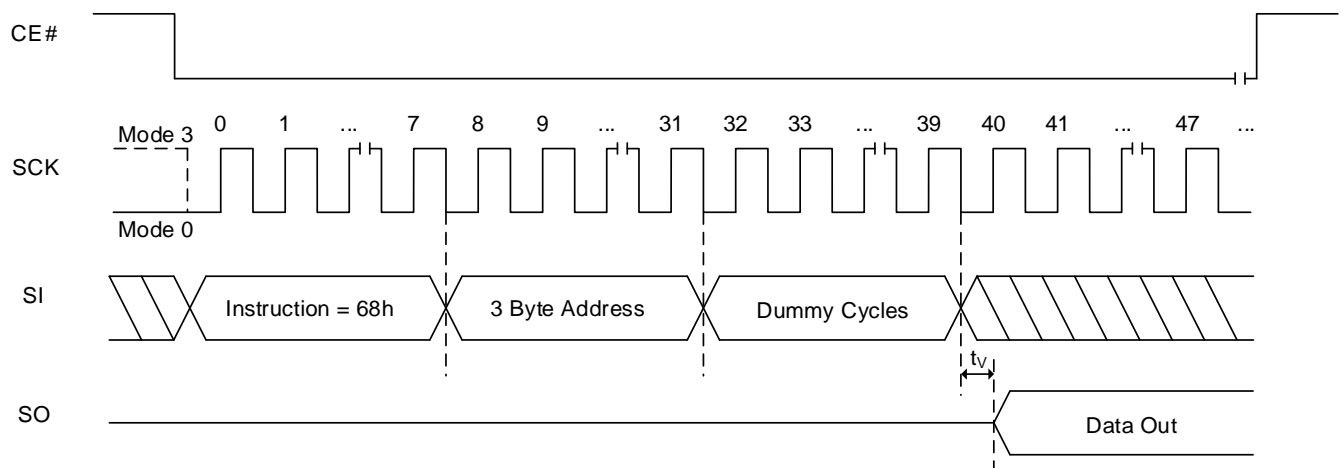 CE#
Mode 3
0 1 ... 7 8 9 ... 31 32 33 ... 39 40 41 ... 47 ...
SCK
Mode 0
SI
Instruction = 68h
3 Byte Address
Dummy Cycles
tV
SO
Data Out